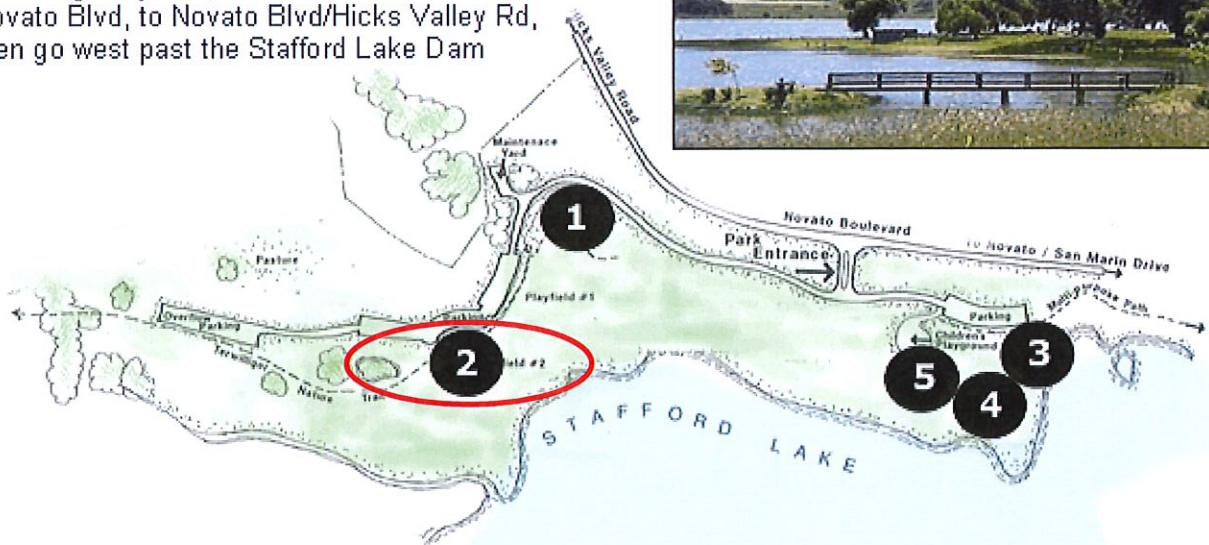 ovato Blvd, to Novato Blvd/Hicks Valley Rd,
en go west past the Stafford Lake Dam
Hicks Valley Road
Maintenace
Yard
1
Novato Boulevard
To Novato / San Marin Drive
Park
Entrance
Pasture
Playfield #1
Multi-Purpose Path
Overflow
Parking
Parking
Parking
Children's
Playground
3
2
field #2
5
4
Terwilliger
Nature
Trail
STAFFORD LAKE